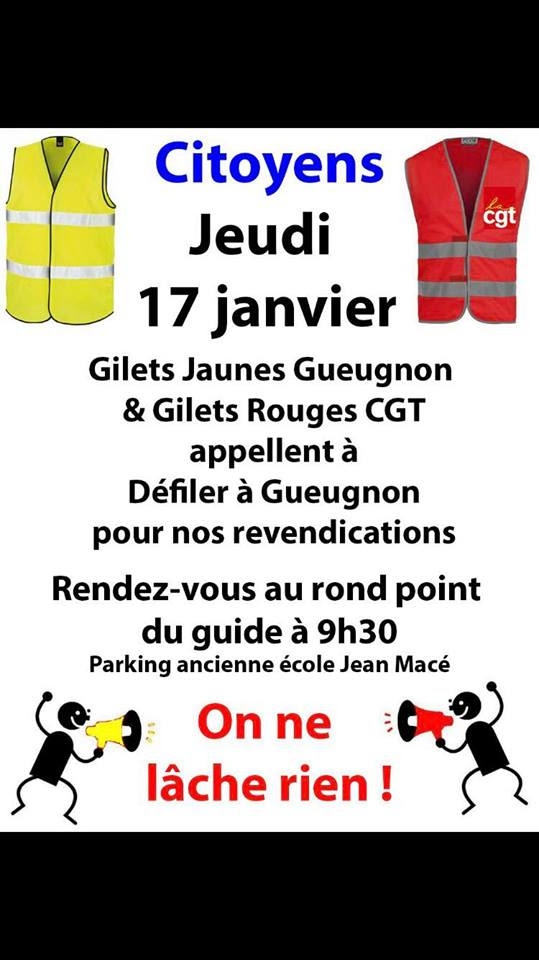 Citoyens
la
cgt
Jeudi
17 janvier
Gilets Jaunes Gueugnon
& Gilets Rouges CGT
appellent à
Défiler à Gueugnon
pour nos revendications
Rendez-vous au rond point
du guide à 9h30
Parking ancienne école Jean Macé
On ne
lâche rien !